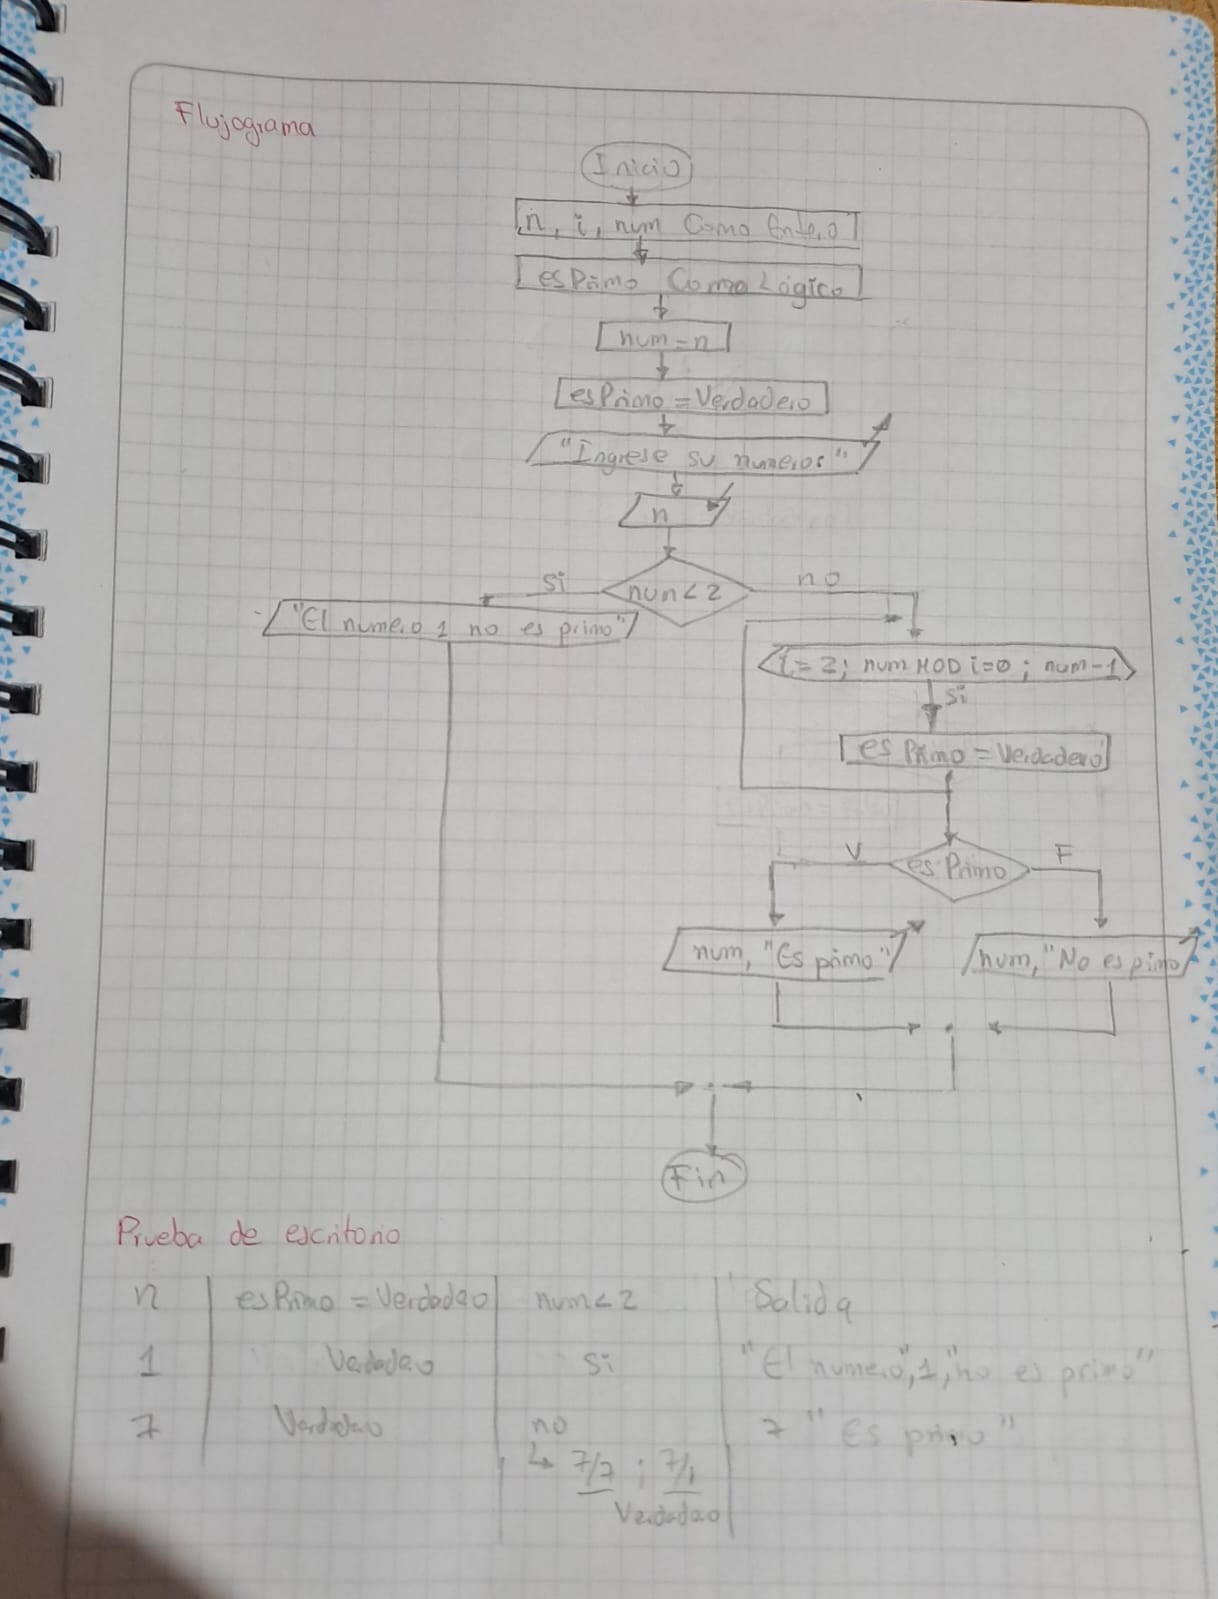 Flujograma
Inicio
n, i, num Como Entero
esPrimo Como Lógico
num = n
esPrimo = Verdadero
"Ingrese su numeros"
n
num < 2
Si
no
"El numero 1 no es primo"
i = 2; num MOD i = 0; num-1
Si
es Primo = Verdadero
es Primo
V
F
num, "Es primo"
num, "No es primo
Fin
Prueba de escritorio
n esPrimo = Verdadero num < 2 Salida
1 Verdadero Si "El numero", 1, "no es primo"
7 Verdadero no 7 "Es primo"
↳ 7/7 ; 7/1
Verdadero